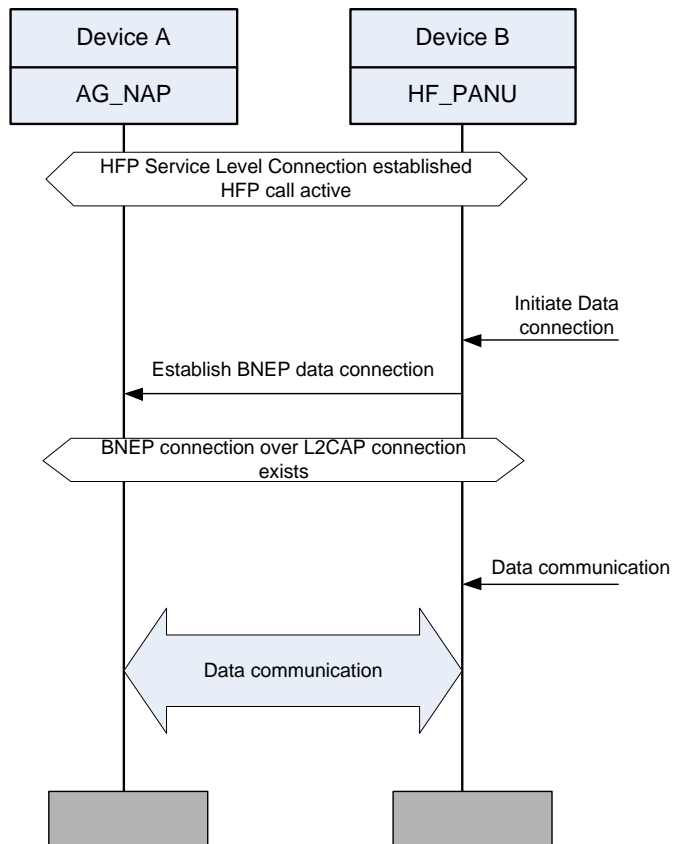 Device A
Device B
AG_NAP
HF_PANU
HFP Service Level Connection established
HFP call active
Initiate Data
connection
Establish BNEP data connection
BNEP connection over L2CAP connection
exists
Data communication
Data communication